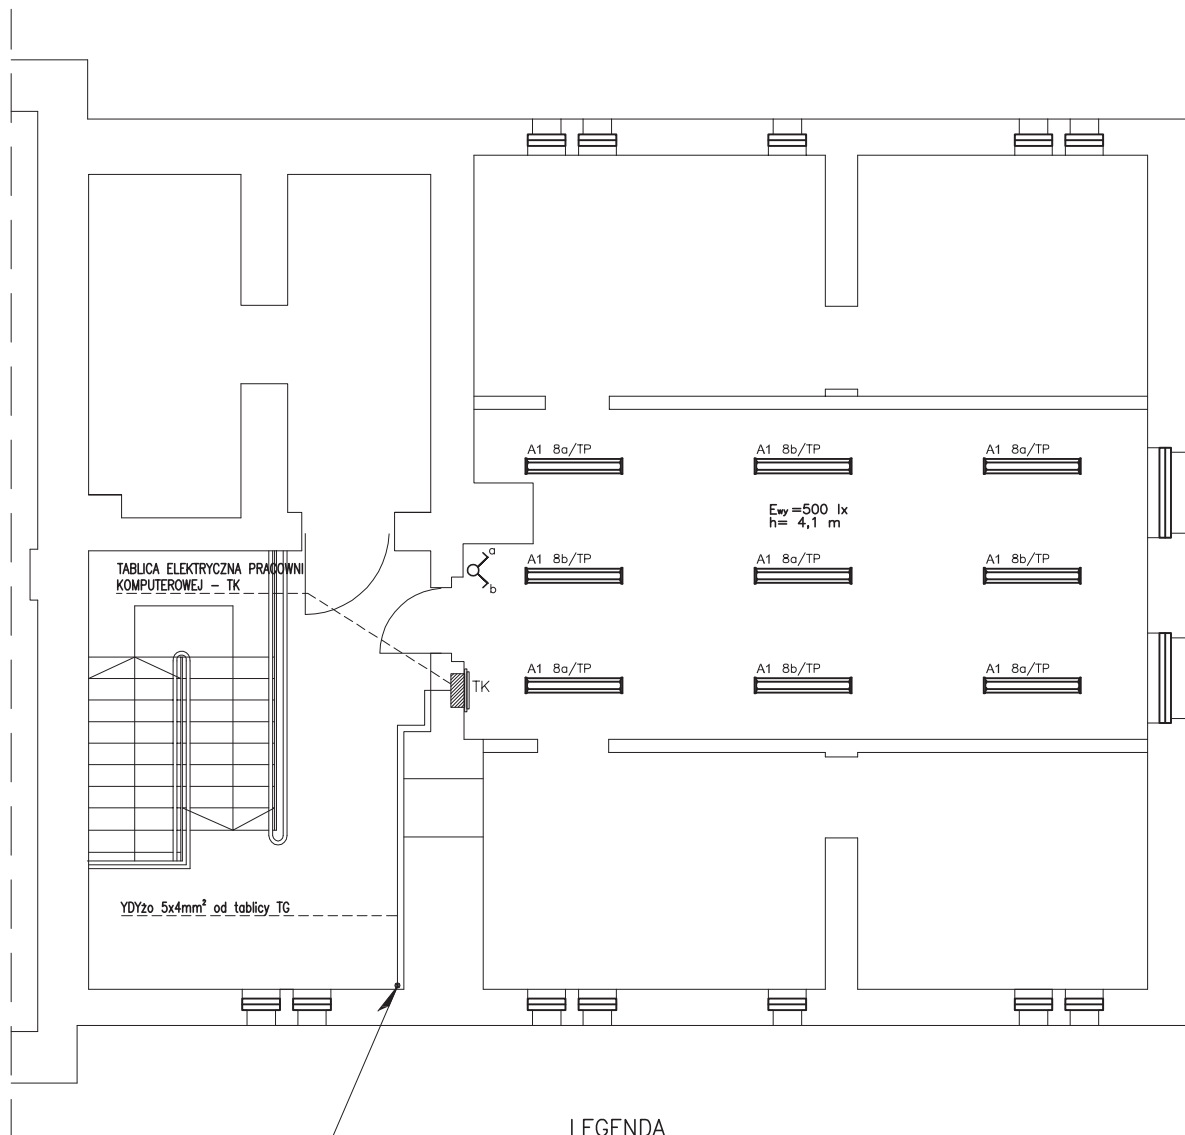 A1 8a/TP
A1 8b/TP
A1 8a/TP
Ewy=500 lx
h= 4,1 m
a
b
A1 8b/TP
A1 8a/TP
A1 8b/TP
TABLICA ELEKTRYCZNA PRACOWNI
KOMPUTEROWEJ – TK
A1 8a/TP
A1 8b/TP
A1 8a/TP
TK
YDYżo 5x4mm² od tablicy TG
LEGENDA